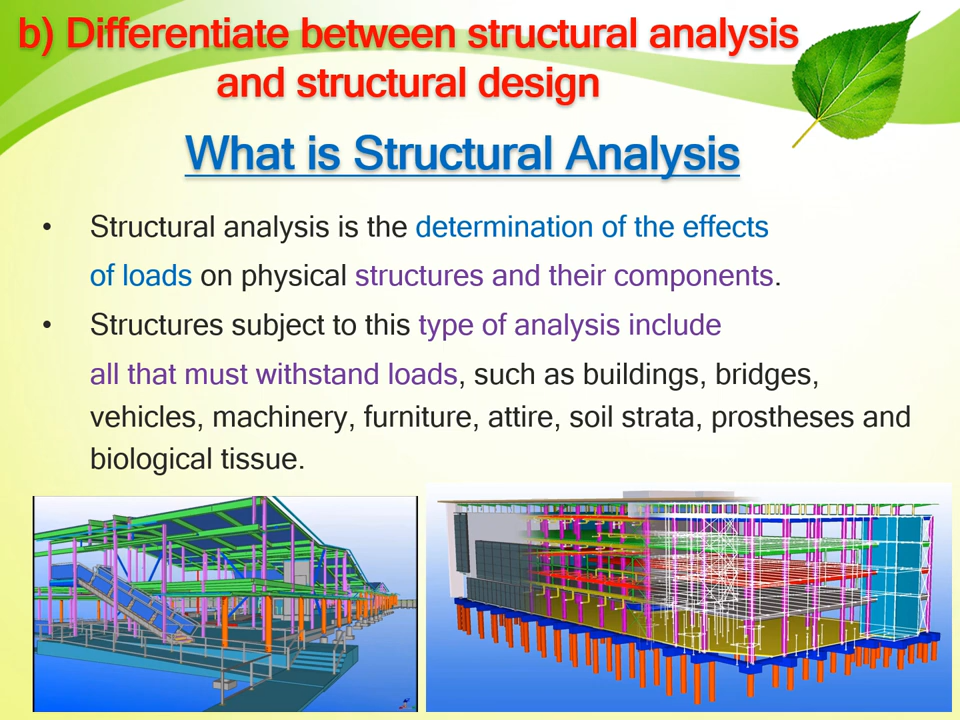 b) Differentiate between structural analysis
and structural design
What is Structural Analysis
• Structural analysis is the determination of the effects
of loads on physical structures and their components.
• Structures subject to this type of analysis include
all that must withstand loads, such as buildings, bridges,
vehicles, machinery, furniture, attire, soil strata, prostheses and
biological tissue.